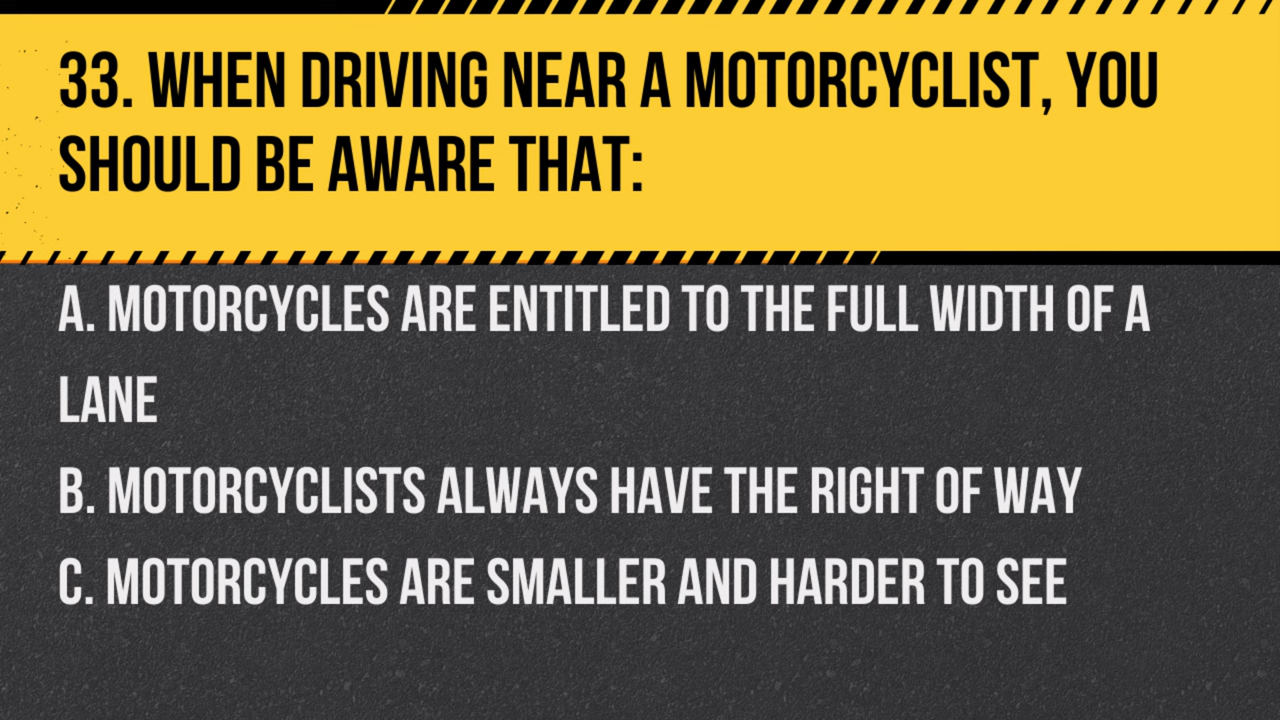 33. WHEN DRIVING NEAR A MOTORCYCLIST, YOU
SHOULD BE AWARE THAT:
A. MOTORCYCLES ARE ENTITLED TO THE FULL WIDTH OF A
LANE
B. MOTORCYCLISTS ALWAYS HAVE THE RIGHT OF WAY
C. MOTORCYCLES ARE SMALLER AND HARDER TO SEE